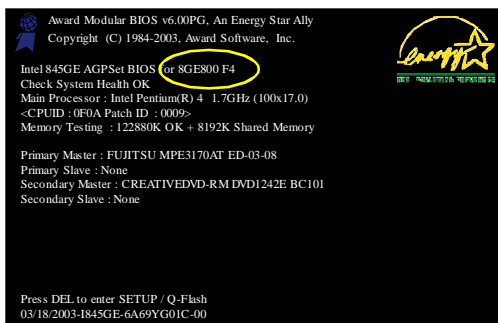 Award Modular BIOS v6.00PG, An Energy Star Ally
Copyright (C) 1984-2003, Award Software, Inc.
energy
Intel 845GE AGPSet BIOS for 8GE800 F4
Check System Health OK
Main Processor : Intel Pentium(R) 4 1.7GHz (100x17.0)
<CPUID : 0F0A Patch ID : 0009>
Memory Testing : 122880K OK + 8192K Shared Memory
Primary Master : FUJITSU MPE3170AT ED-03-08
Primary Slave : None
Secondary Master : CREATIVEDVD-RM DVD1242E BC101
Secondary Slave : None
Press DEL to enter SETUP / Q-Flash
03/18/2003-I845GE-6A69YG01C-00